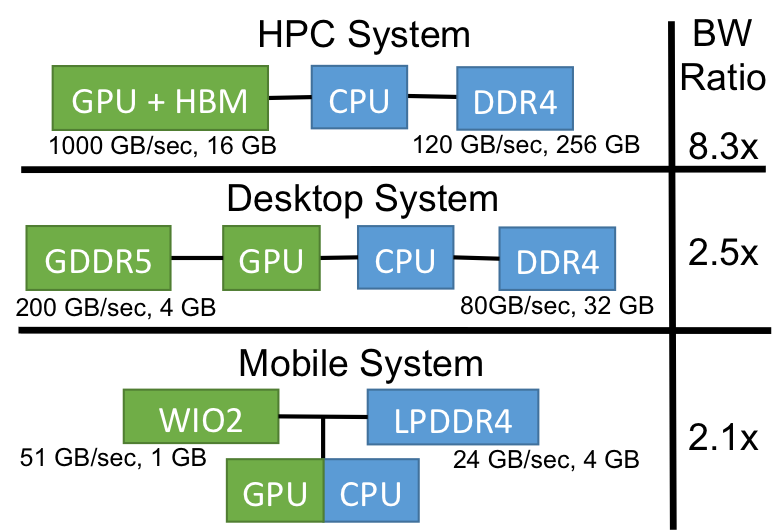 HPC System
BW
Ratio
GPU + HBM
CPU
DDR4
1000 GB/sec, 16 GB
120 GB/sec, 256 GB
8.3x
Desktop System
GDDR5
GPU
CPU
DDR4
2.5x
200 GB/sec, 4 GB
80GB/sec, 32 GB
Mobile System
WIO2
LPDDR4
2.1x
51 GB/sec, 1 GB
24 GB/sec, 4 GB
GPU
CPU